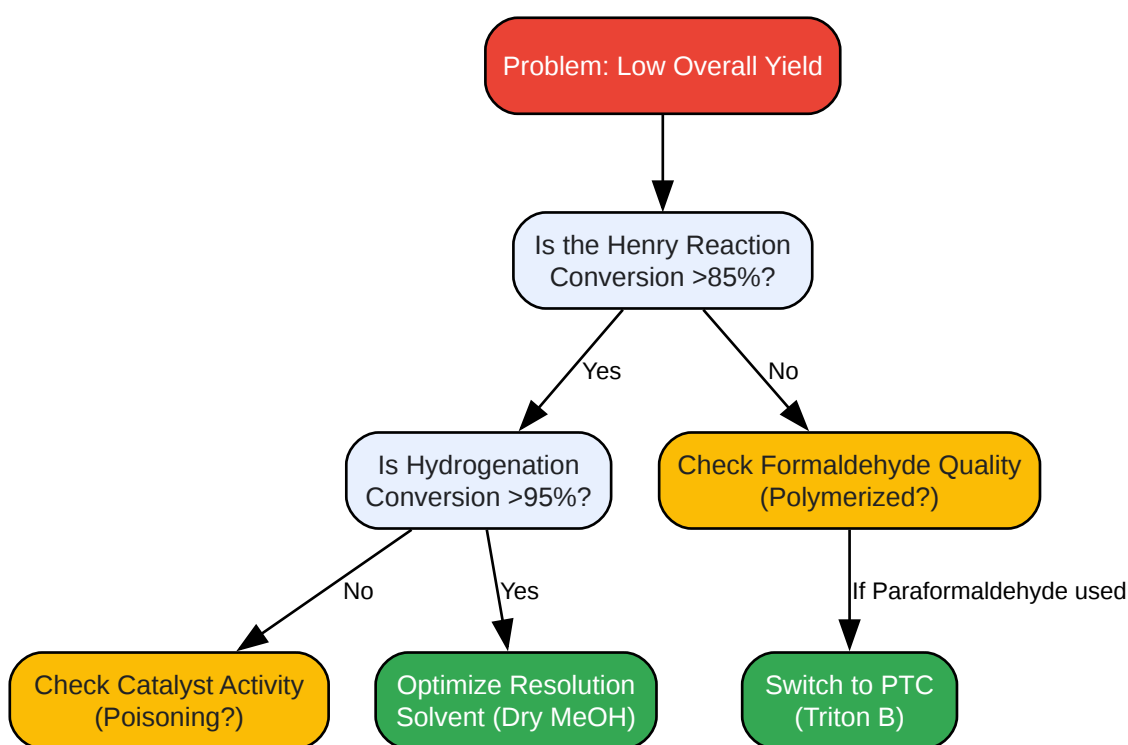 Problem: Low Overall Yield
Is the Henry Reaction
Conversion >85%?
Yes
No
Is Hydrogenation
Conversion >95%?
Check Formaldehyde Quality
(Polymerized?)
No
Yes
If Paraformaldehyde used
Check Catalyst Activity
(Poisoning?)
Optimize Resolution
Solvent (Dry MeOH)
Switch to PTC
(Triton B)